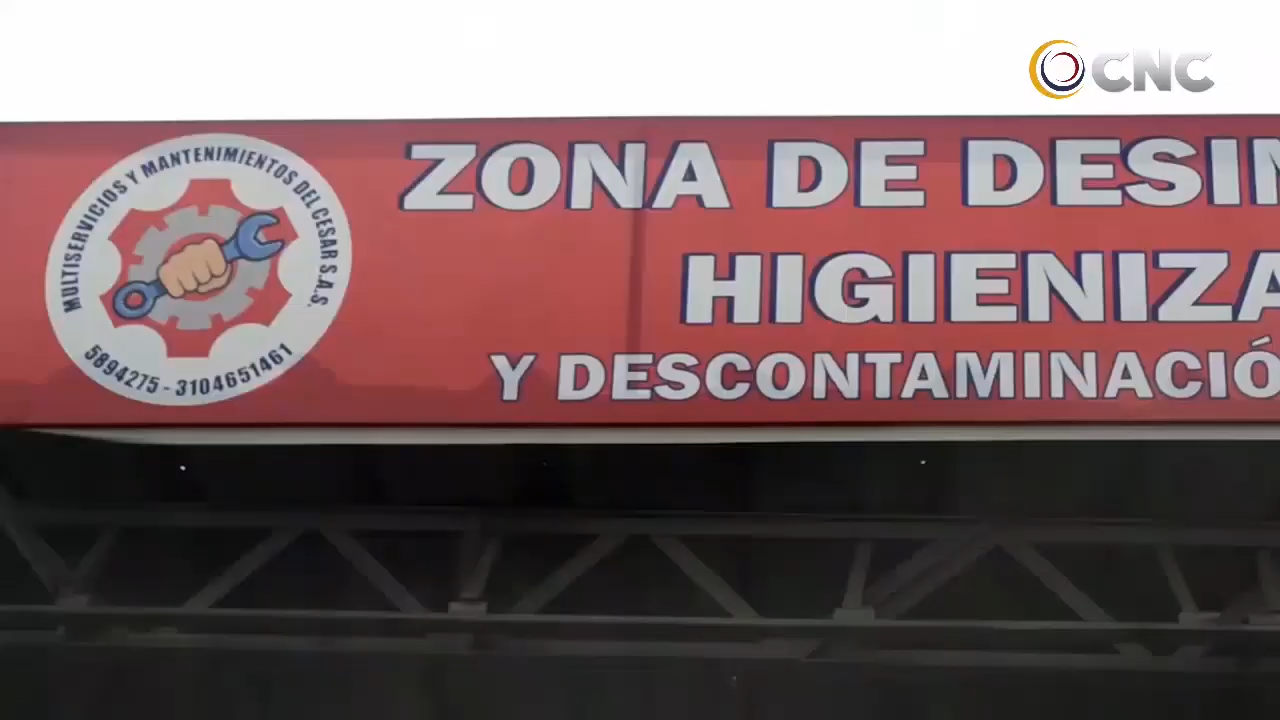 CNC
MULTISERVICIOS Y MANTENIMIENTOS DEL CESAR S.A.S.
5894275 - 3104651461
ZONA DE DESIN
HIGIENIZA
Y DESCONTAMINACIÓ